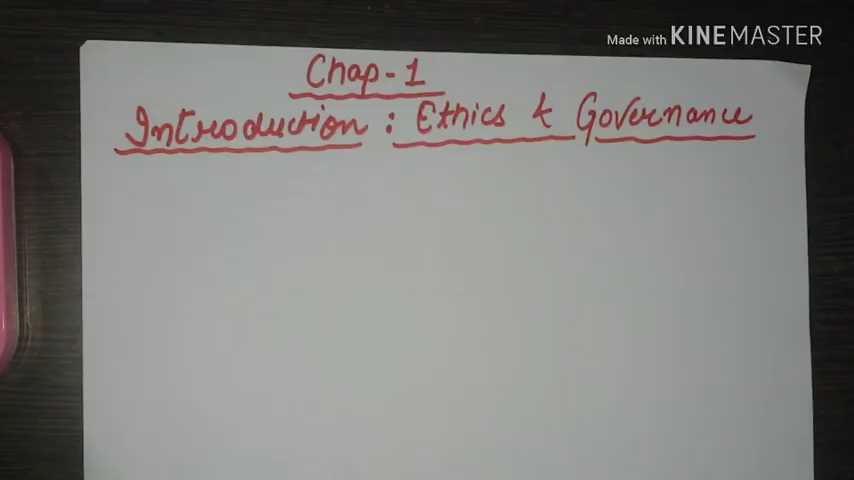 Made with KINEMASTER
Chap-1
Introduction : Ethics & Governance